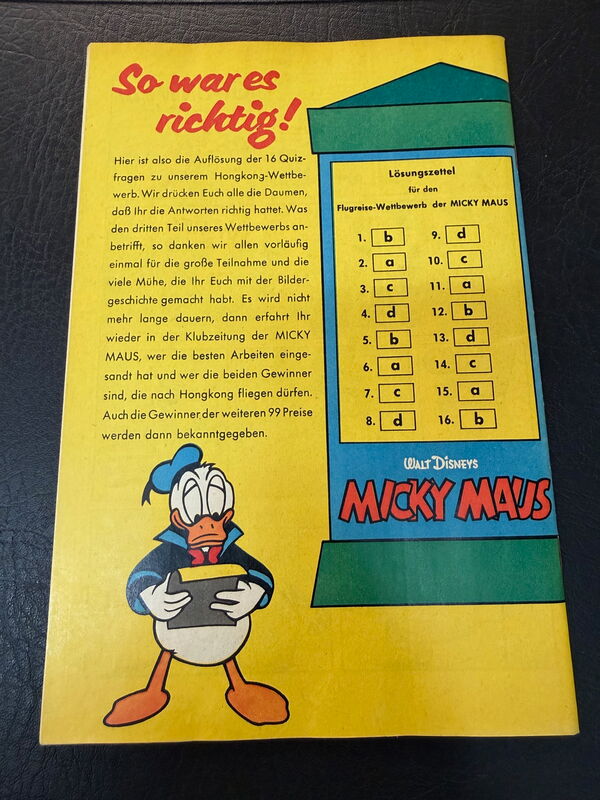 So war es
richtig!
Hier ist also die Auflösung der 16 Quiz-
fragen zu unserem Hongkong-Wettbe-
werb. Wir drücken Euch alle die Daumen,
daß Ihr die Antworten richtig hattet. Was
den dritten Teil unseres Wettbewerbs an-
betrifft, so danken wir allen vorläufig
einmal für die große Teilnahme und die
viele Mühe, die Ihr Euch mit der Bilder-
geschichte gemacht habt. Es wird nicht
mehr lange dauern, dann erfahrt Ihr
wieder in der Klubzeitung der MICKY
MAUS, wer die besten Arbeiten einge-
sandt hat und wer die beiden Gewinner
sind, die nach Hongkong fliegen dürfen.
Auch die Gewinner der weiteren 99 Preise
werden dann bekanntgegeben.
Lösungszettel
für den
Flugreise-Wettbewerb der MICKY MAUS
1. b
2. a
3. c
4. d
5. b
6. a
7. c
8. d
9. d
10. c
11. a
12. b
13. d
14. c
15. a
16. b
WALT DISNEYS
MICKY MAUS